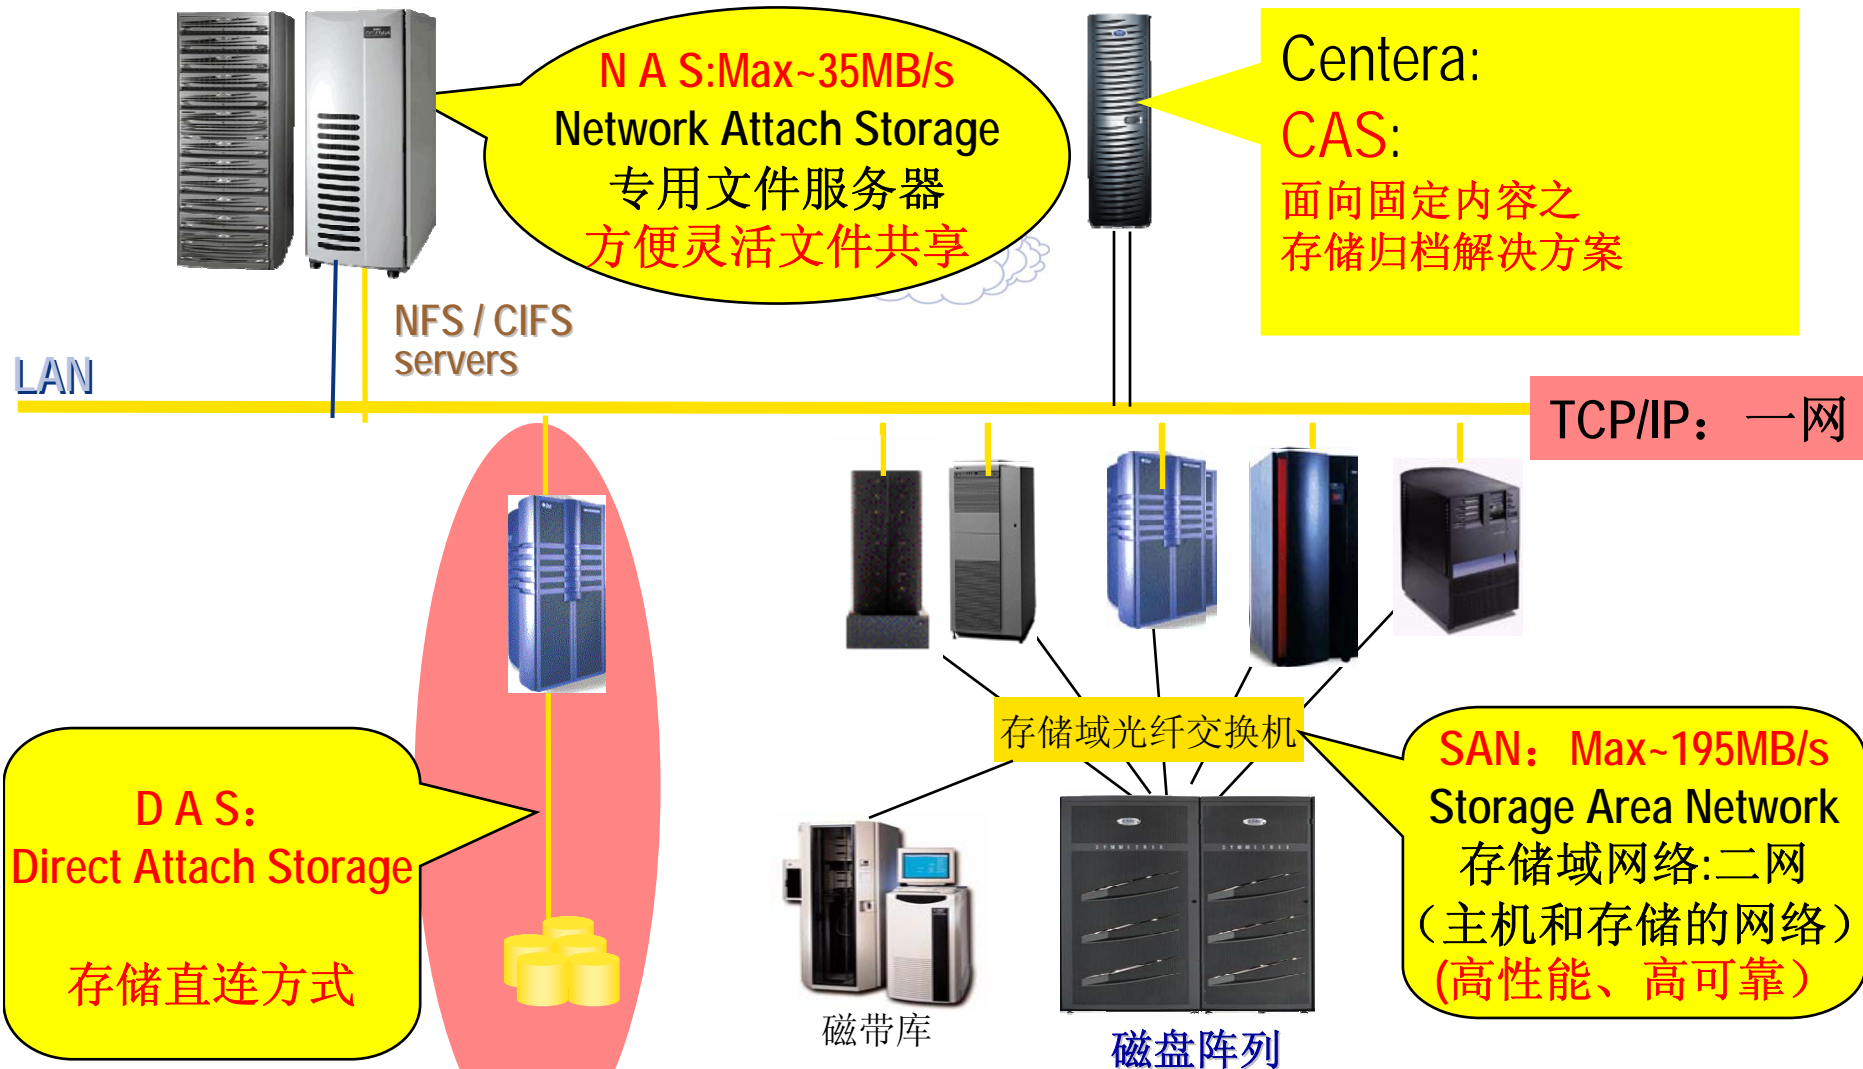 N A S:Max~35MB/s
Network Attach Storage
专用文件服务器
方便灵活文件共享
Centera:
CAS:
面向固定内容之
存储归档解决方案
NFS / CIFS
servers
LAN
TCP/IP：一网
存储域光纤交换机
D A S：
Direct Attach Storage
存储直连方式
SAN：Max~195MB/s
Storage Area Network
存储域网络:二网
（主机和存储的网络）
(高性能、高可靠）
SYMMETRIX
SYMMETRIX
磁带库
磁盘阵列